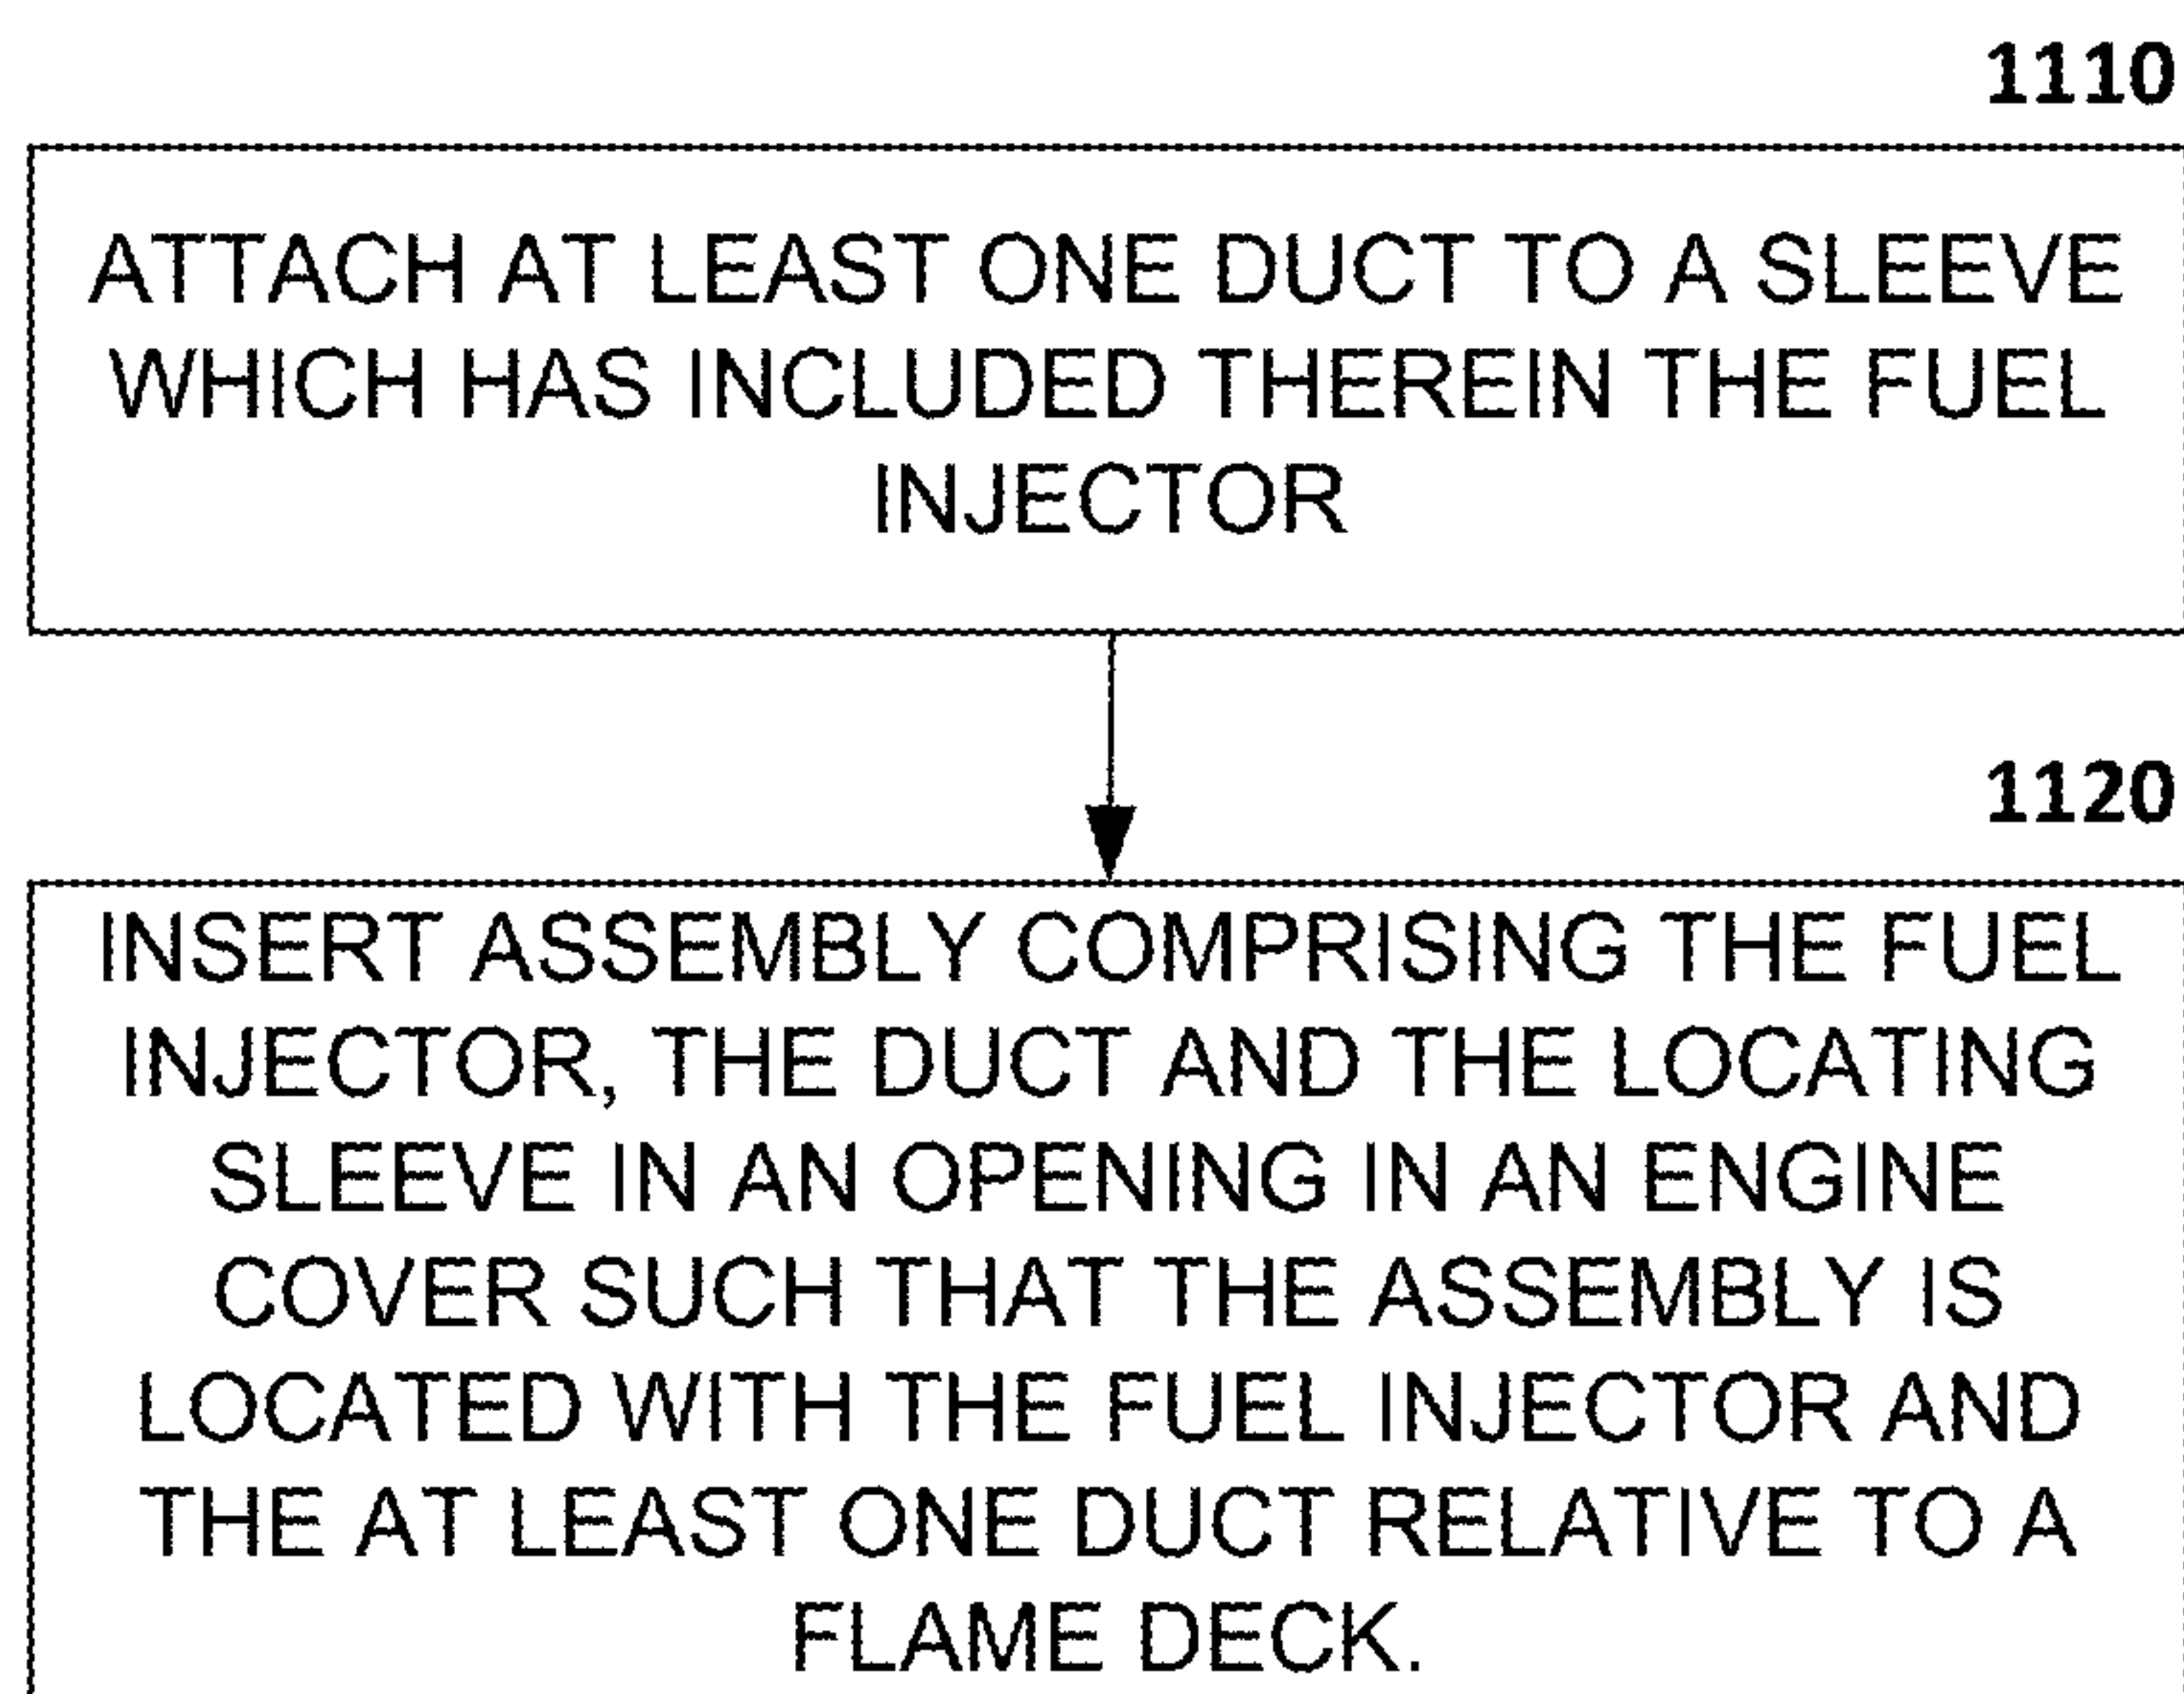 1110
ATTACH AT LEAST ONE DUCT TO A SLEEVE
WHICH HAS INCLUDED THEREIN THE FUEL
INJECTOR
1120
INSERT ASSEMBLY COMPRISING THE FUEL
INJECTOR, THE DUCT AND THE LOCATING
SLEEVE IN AN OPENING IN AN ENGINE
COVER SUCH THAT THE ASSEMBLY IS
LOCATED WITH THE FUEL INJECTOR AND
THE AT LEAST ONE DUCT RELATIVE TO A
FLAME DECK.